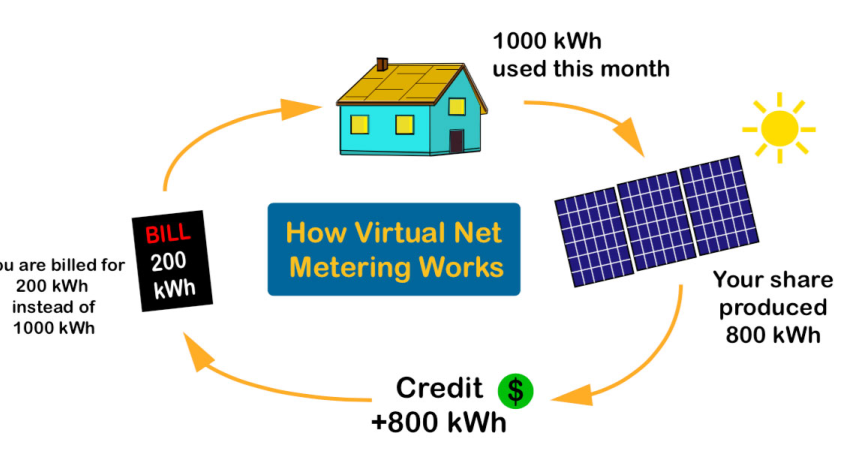 1000 kWh
used this month
How Virtual Net
Metering Works
BILL
200
kWh
ou are billed for
200 kWh
instead of
1000 kWh
Your share
produced
800 kWh
Credit $
+800 kWh